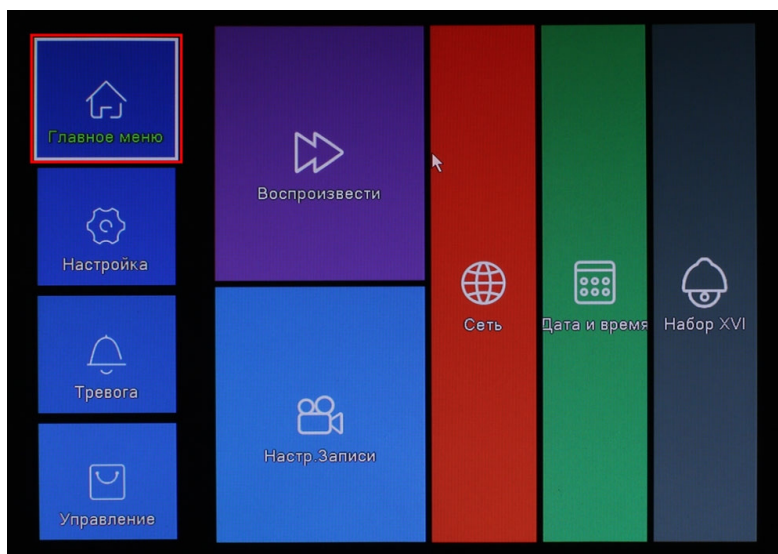 Главное меню
Настройка
Тревога
Управление
Воспроизвести
Настр.Записи
Сеть
Дата и время
Набор XVI